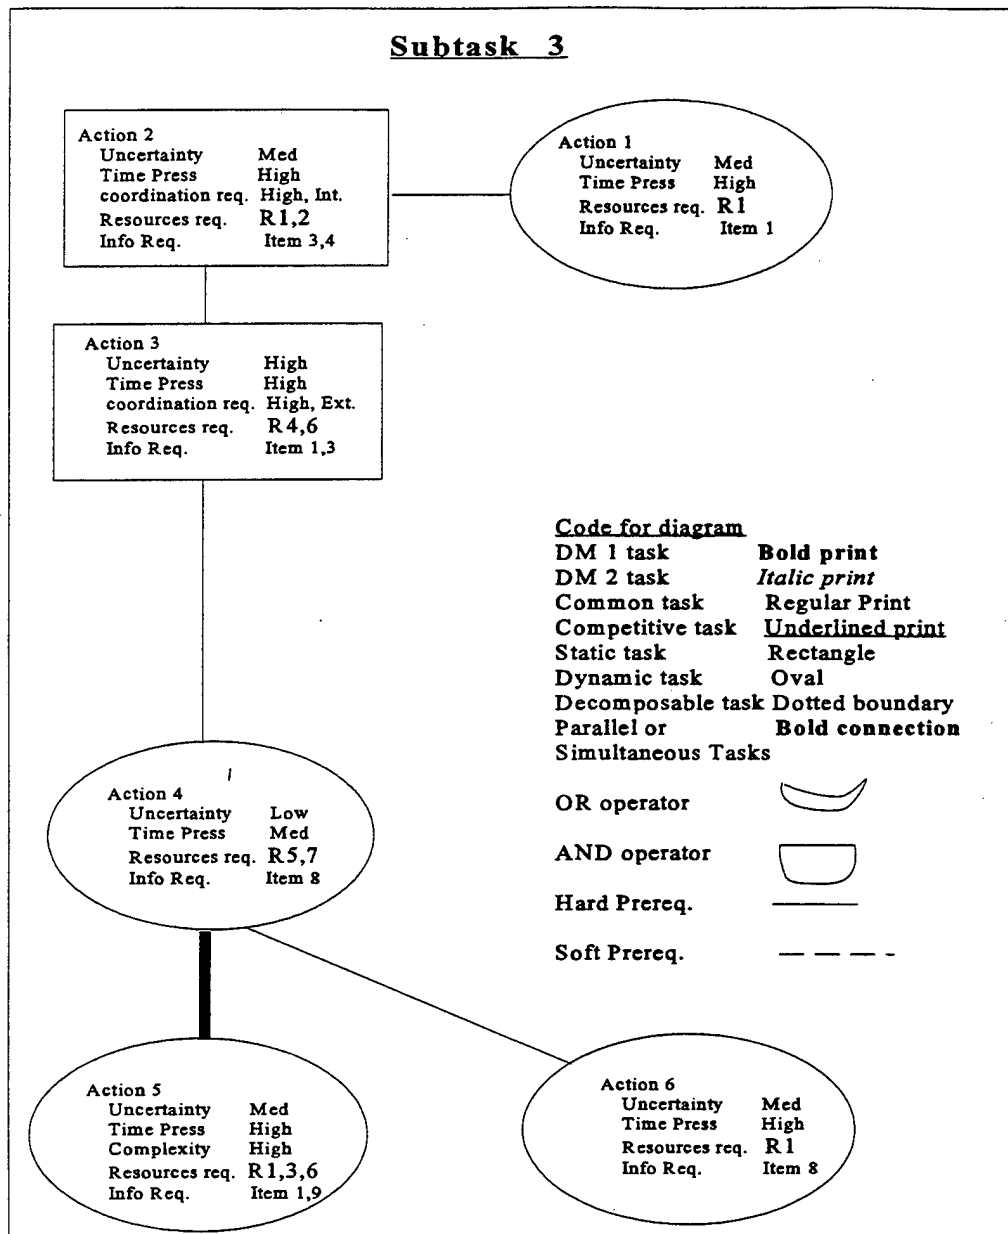 Subtask 3
Action 2
Uncertainty Med
Time Press High
coordination req. High, Int.
Resources req. R1,2
Info Req. Item 3,4
Action 1
Uncertainty Med
Time Press High
Resources req. R1
Info Req. Item 1
Action 3
Uncertainty High
Time Press High
coordination req. High, Ext.
Resources req. R4,6
Info Req. Item 1,3
Code for diagram
DM 1 task Bold print
DM 2 task Italic print
Common task Regular Print
Competitive task Underlined print
Static task Rectangle
Dynamic task Oval
Decomposable task Dotted boundary
Parallel or Bold connection
Simultaneous Tasks
OR operator
AND operator
Hard Prereq.
Soft Prereq.
Action 4
Uncertainty Low
Time Press Med
Resources req. R5,7
Info Req. Item 8
Action 5
Uncertainty Med
Time Press High
Complexity High
Resources req. R1,3,6
Info Req. Item 1,9
Action 6
Uncertainty Med
Time Press High
Resources req. R1
Info Req. Item 8